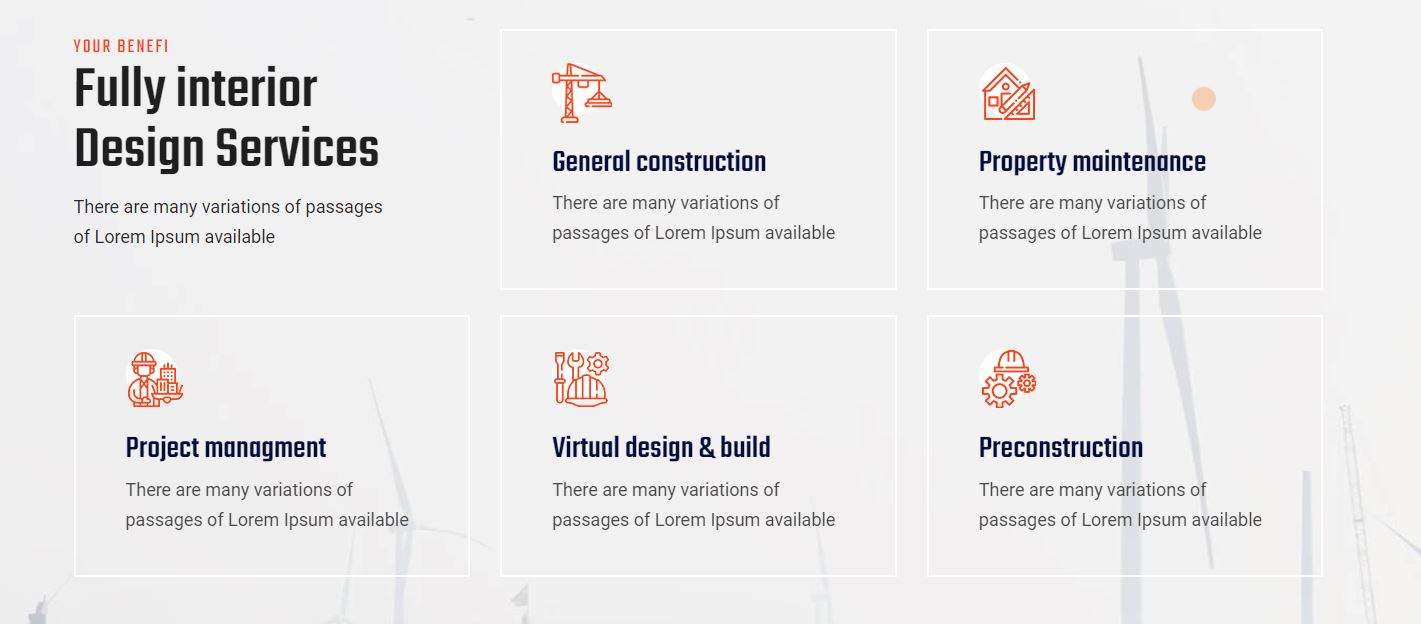 YOUR BENEFI
Fully interior
Design Services
There are many variations of passages
of Lorem Ipsum available
General construction
There are many variations of
passages of Lorem Ipsum available
Property maintenance
There are many variations of
passages of Lorem Ipsum available
Project managment
There are many variations of
passages of Lorem Ipsum available
Virtual design & build
There are many variations of
passages of Lorem Ipsum available
Preconstruction
There are many variations of
passages of Lorem Ipsum available